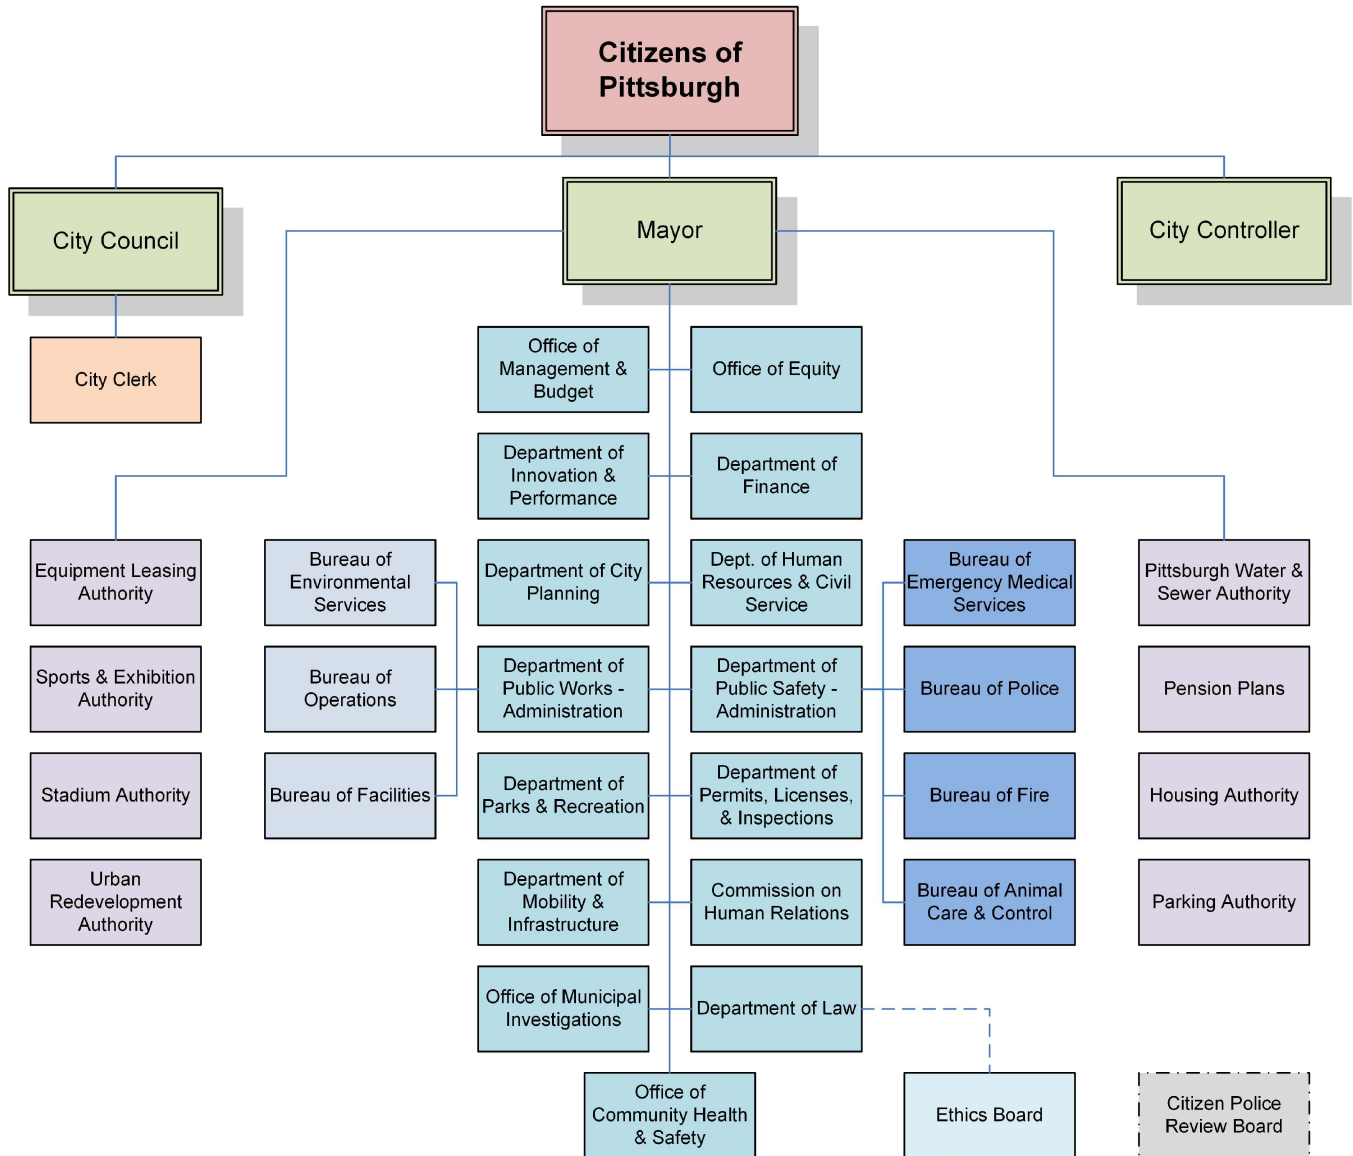 Citizens of
Pittsburgh
City Council
Mayor
City Controller
City Clerk
Office of
Management &
Budget
Office of Equity
Department of
Innovation &
Performance
Department of
Finance
Equipment Leasing
Authority
Bureau of
Environmental
Services
Department of City
Planning
Dept. of Human
Resources & Civil
Service
Bureau of
Emergency Medical
Services
Pittsburgh Water &
Sewer Authority
Sports & Exhibition
Authority
Bureau of
Operations
Department of
Public Works -
Administration
Department of
Public Safety -
Administration
Bureau of Police
Pension Plans
Stadium Authority
Bureau of Facilities
Department of
Parks & Recreation
Department of
Permits, Licenses,
& Inspections
Bureau of Fire
Housing Authority
Urban
Redevelopment
Authority
Department of
Mobility &
Infrastructure
Commission on
Human Relations
Bureau of Animal
Care & Control
Parking Authority
Office of Municipal
Investigations
Department of Law
Office of
Community Health
& Safety
Ethics Board
Citizen Police
Review Board